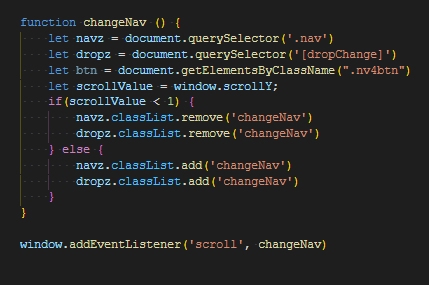 function changeNav () {
let navz = document.querySelector('.nav')
let dropz = document.querySelector('[dropChange]')
let btn = document.getElementsByClassName(".nv4btn")
let scrollValue = window.scrollY;
if(scrollValue < 1) {
navz.classList.remove('changeNav')
dropz.classList.remove('changeNav')
} else {
navz.classList.add('changeNav')
dropz.classList.add('changeNav')
}
}
window.addEventListener('scroll', changeNav)